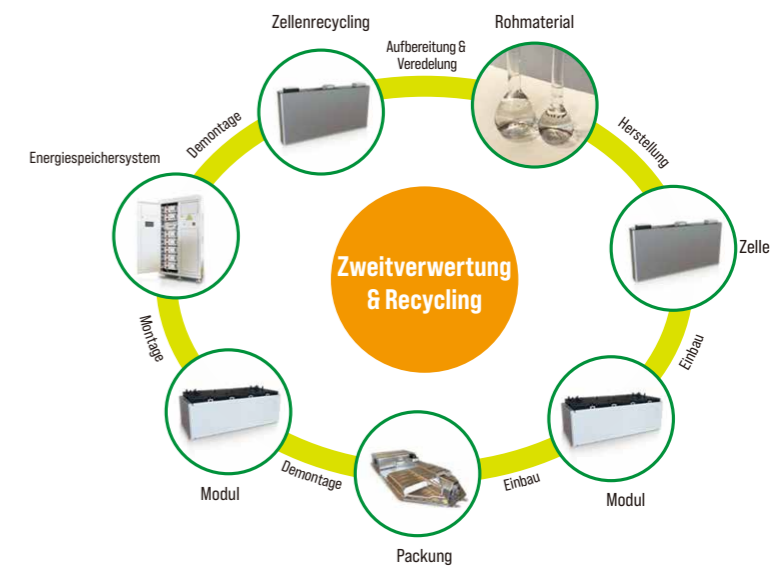 Zellenrecycling
Rohmaterial
Aufbereitung &
Veredelung
Demontage
Herstellung
Energiespeichersystem
Zelle
Zweitverwertung
& Recycling
Montage
Einbau
Modul
Demontage
Einbau
Modul
Packung